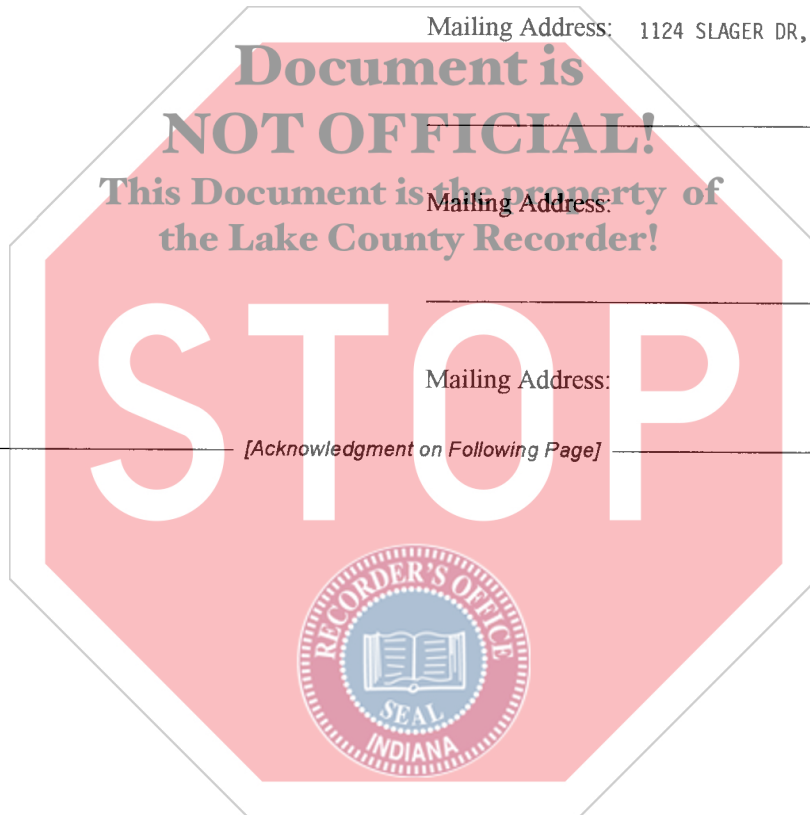 Mailing Address: 1124 SLAGER DR,
Document is
NOT OFFICIAL!
This Document is the property of
Mailing Address:
the Lake County Recorder!
STOP
Mailing Address:
[Acknowledgment on Following Page]
RECORDER'S OFFICE
SEAL
INDIANA